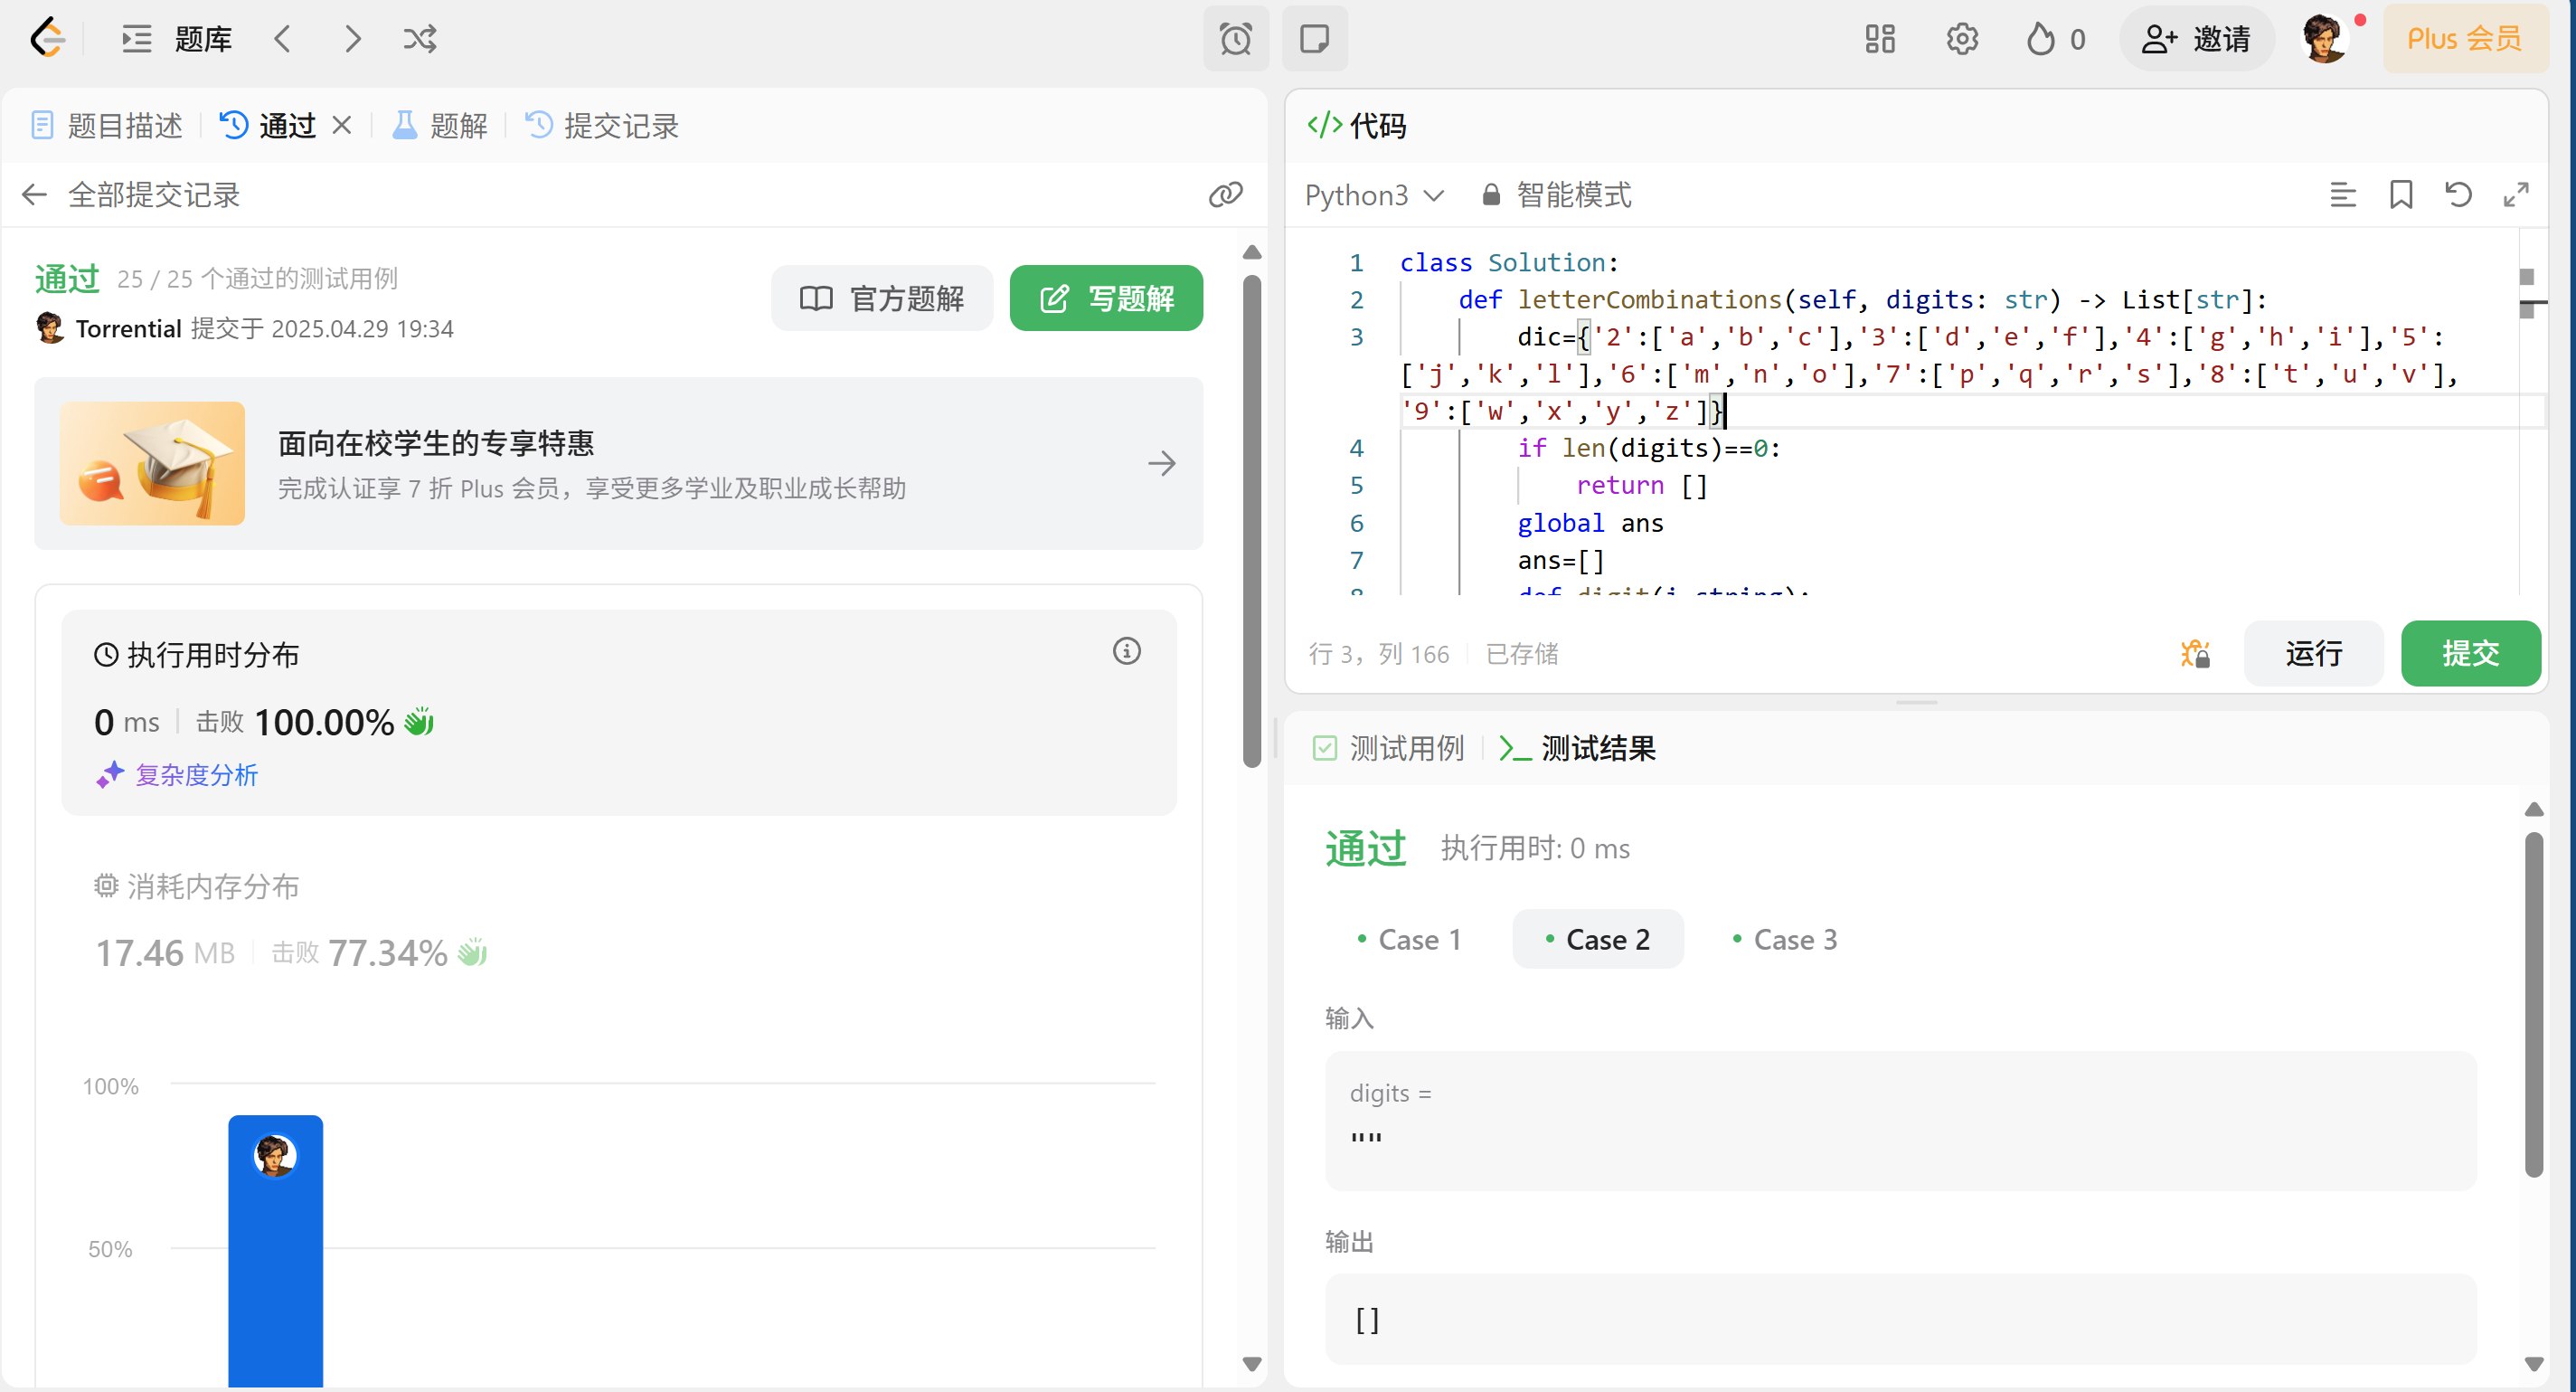 题库
0
邀请
Plus 会员
题目描述
通过
题解
提交记录
全部提交记录
通过 25 / 25 个通过的测试用例
Torrential 提交于 2025.04.29 19:34
官方题解
写题解
面向在校学生的专享特惠
完成认证享 7 折 Plus 会员，享受更多学业及职业成长帮助
执行用时分布
0 ms 击败 100.00%
复杂度分析
消耗内存分布
17.46 MB 击败 77.34%
100%
50%
</> 代码
Python3 智能模式
1 class Solution:
2 def letterCombinations(self, digits: str) -> List[str]:
3 dic={'2':['a','b','c'],'3':['d','e','f'],'4':['g','h','i'],'5':
['j','k','l'],'6':['m','n','o'],'7':['p','q','r','s'],'8':['t','u','v'],
'9':['w','x','y','z']}
4 if len(digits)==0:
5 return []
6 global ans
7 ans=[]
8 def digit(i,string):
行 3，列 166 已存储
运行
提交
测试用例
测试结果
通过 执行用时: 0 ms
Case 1
Case 2
Case 3
输入
digits =
""
输出
[]